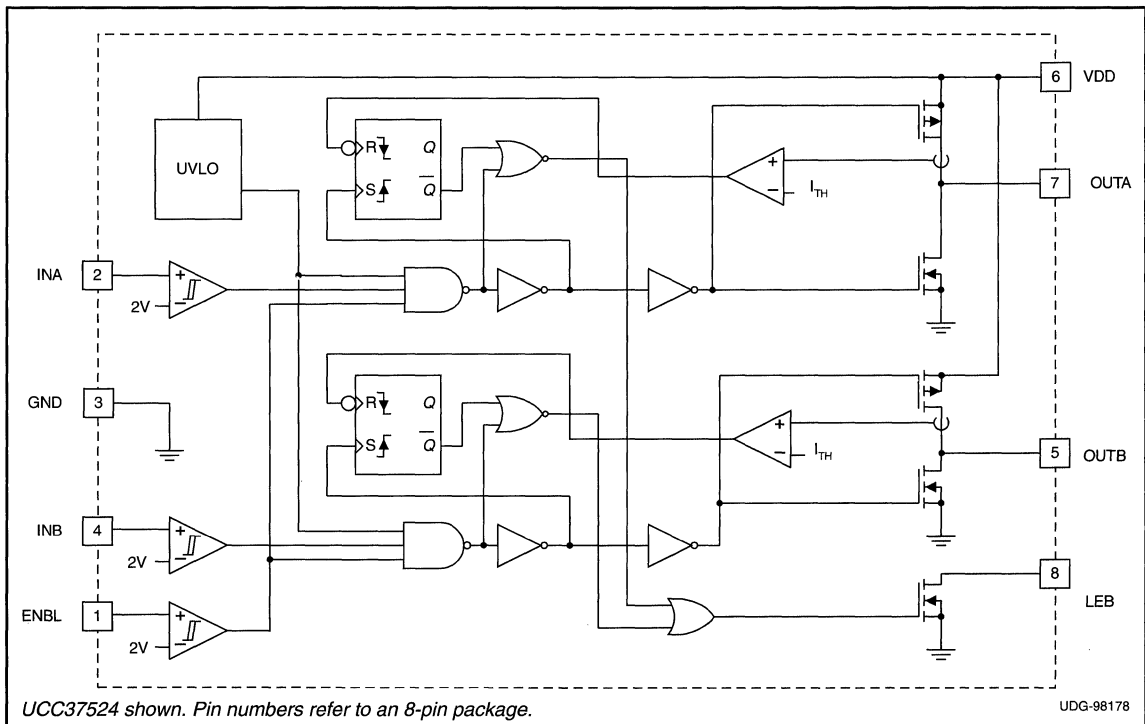 6 VDD
UVLO
R Q
S Q
+
−
I_TH
7 OUTA
INA 2
+
2V −
R Q
S Q
+
−
I_TH
GND 3
5 OUTB
INB 4
+
2V −
8
LEB
ENBL 1
+
2V −
UCC37524 shown. Pin numbers refer to an 8-pin package.
UDG-98178